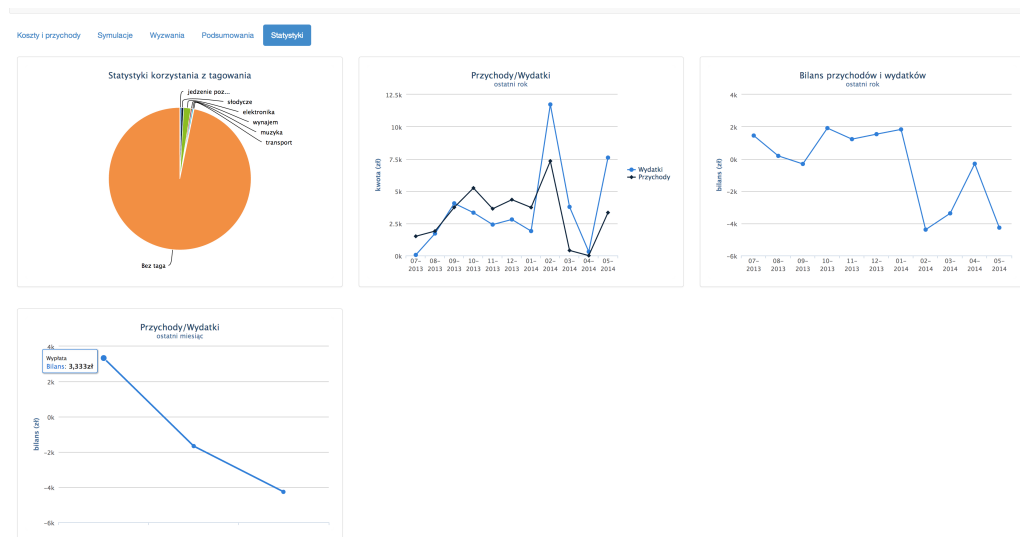 Koszty i przychody Symulacje Wyzwania Podsumowania Statystyki
Statystyki korzystania z tagowania
jedzenie poz...
słodycze
elektronika
wynajem
muzyka
transport
Bez taga
Przychody/Wydatki
ostatni rok
kwota (zł)
12.5k
10k
7.5k
5k
2.5k
0k
07-2013 08-2013 09-2013 10-2013 11-2013 12-2013 01-2014 02-2014 03-2014 04-2014 05-2014
Wydatki
Przychody
Bilans przychodów i wydatków
ostatni rok
bilans (zł)
4k
2k
0k
-2k
-4k
-6k
07-2013 08-2013 09-2013 10-2013 11-2013 12-2013 01-2014 02-2014 03-2014 04-2014 05-2014
Przychody/Wydatki
ostatni miesiąc
bilans (zł)
4k
Wypłata
Bilans: 3,333zł
2k
0k
-2k
-4k
-6k